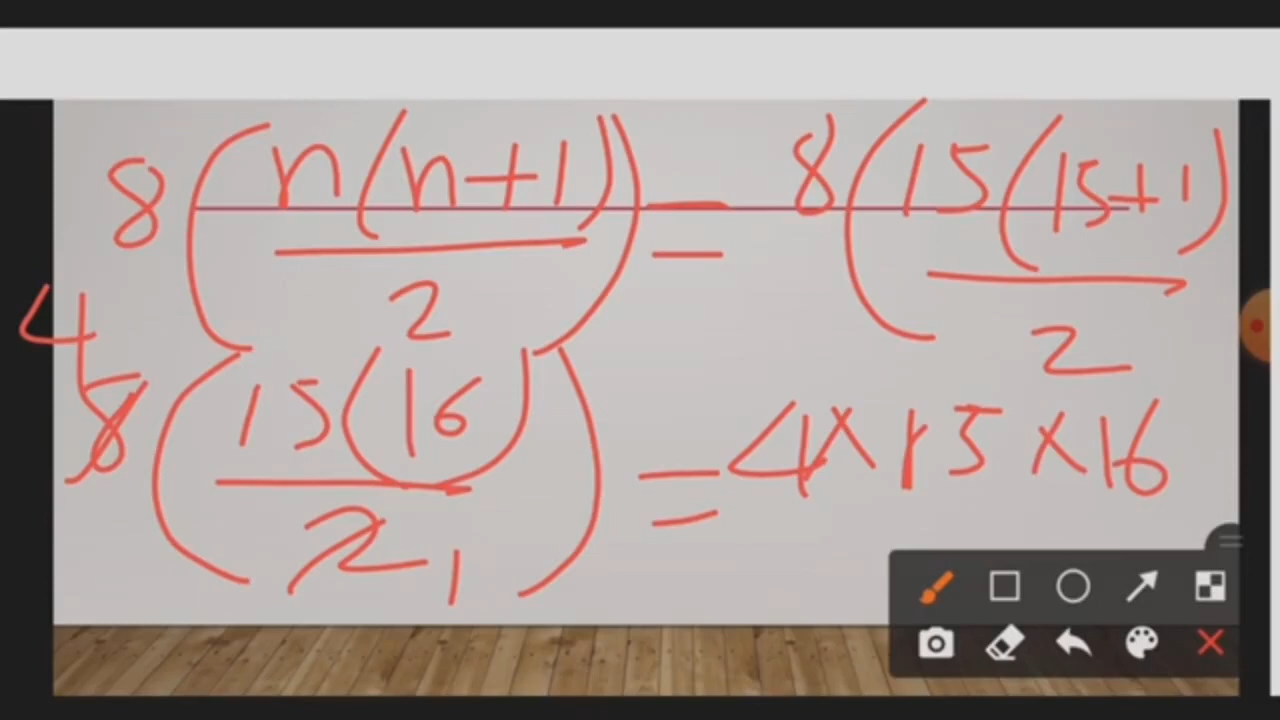 8(n(n+1)/2) = 8(15(15+1)/2)
4
8(15(16)/2 1) = 4×15×16